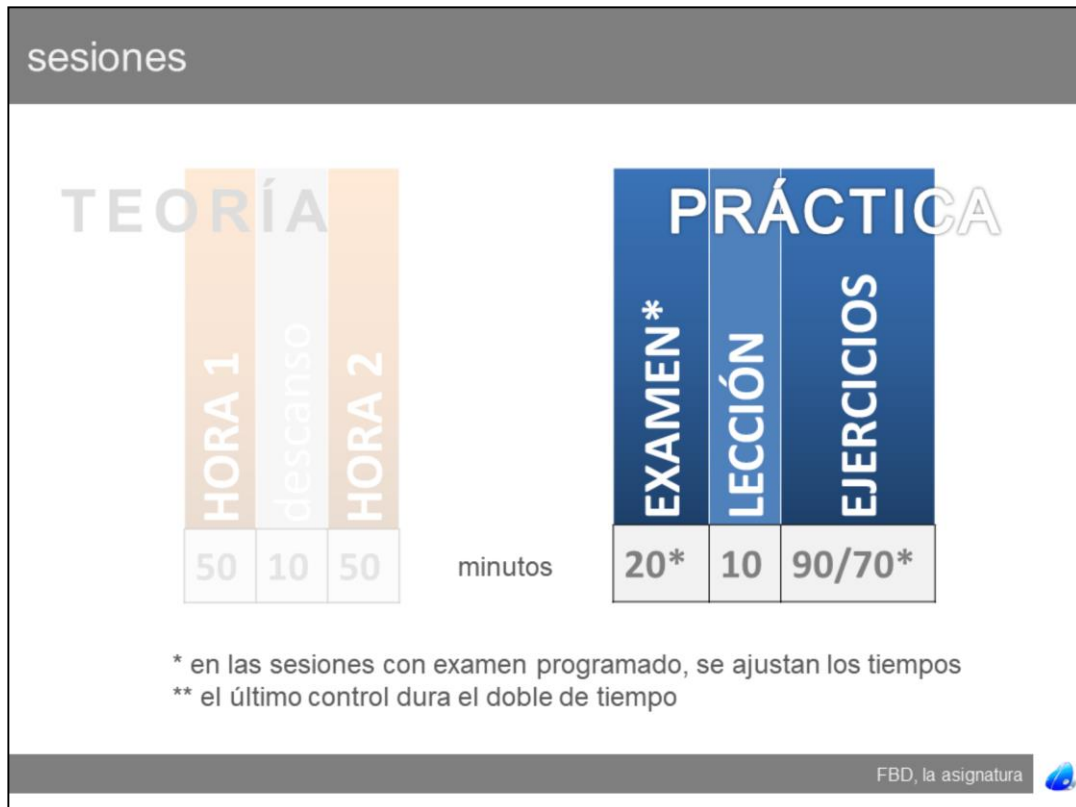 sesiones
TEORÍA
HORA 1
descanso
HORA 2
50 10 50
minutos
PRÁCTICA
EXAMEN*
LECCIÓN
EJERCICIOS
20* 10 90/70*
* en las sesiones con examen programado, se ajustan los tiempos
** el último control dura el doble de tiempo
FBD, la asignatura